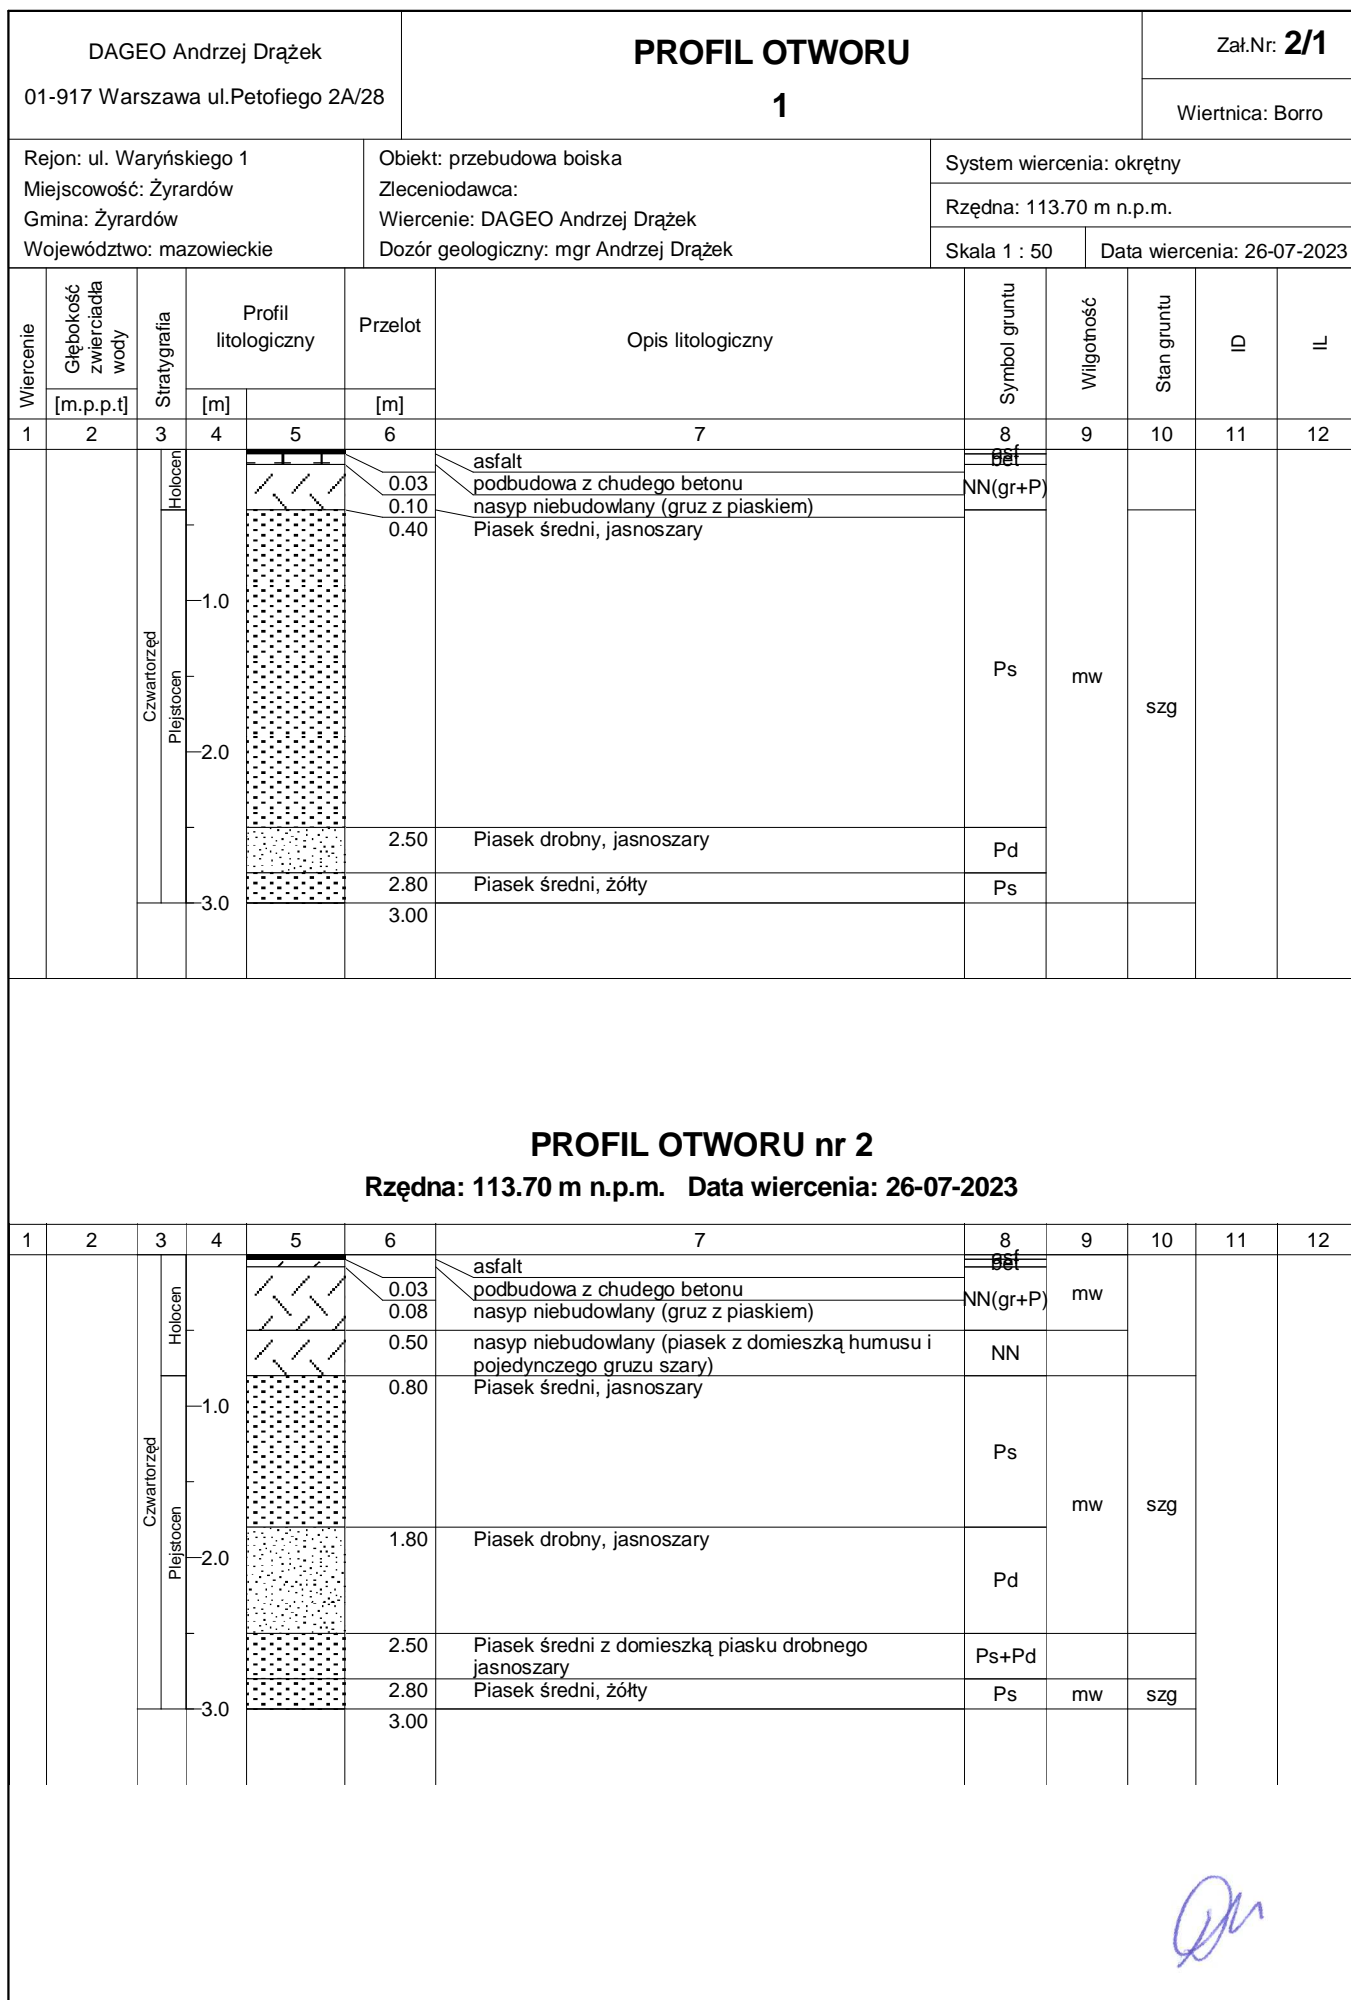 DAGEO Andrzej Drążek
01-917 Warszawa ul.Petofiego 2A/28
PROFIL OTWORU
1
Zał.Nr: 2/1
Wiertnica: Borro
Rejon: ul. Waryńskiego 1
Miejscowość: Żyrardów
Gmina: Żyrardów
Województwo: mazowieckie
Obiekt: przebudowa boiska
Zleceniodawca:
Wiercenie: DAGEO Andrzej Drążek
Dozór geologiczny: mgr Andrzej Drążek
System wiercenia: okrętny
Rzędna: 113.70 m n.p.m.
Skala 1 : 50
Data wiercenia: 26-07-2023
Wiercenie
Głębokość zwierciadła wody
[m.p.p.t]
Stratygrafia
Profil litologiczny
[m]
Przelot
[m]
Opis litologiczny
Symbol gruntu
Wilgotność
Stan gruntu
ID
IL
1 2 3 4 5 6 7 8 9 10 11 12
Holocen
Czwartorzęd
Plejstocen
1.0
2.0
3.0
asfalt
asf
0.03 podbudowa z chudego betonu
bet
0.10 nasyp niebudowlany (gruz z piaskiem)
NN(gr+P)
0.40 Piasek średni, jasnoszary
Ps
mw
szg
2.50 Piasek drobny, jasnoszary
Pd
2.80 Piasek średni, żółty
Ps
3.00
PROFIL OTWORU nr 2
Rzędna: 113.70 m n.p.m. Data wiercenia: 26-07-2023
1 2 3 4 5 6 7 8 9 10 11 12
Holocen
Czwartorzęd
Plejstocen
1.0
2.0
3.0
asfalt
asf
0.03 podbudowa z chudego betonu
bet
0.08 nasyp niebudowlany (gruz z piaskiem)
NN(gr+P)
mw
0.50 nasyp niebudowlany (piasek z domieszką humusu i
pojedynczego gruzu szary)
NN
0.80 Piasek średni, jasnoszary
Ps
mw
szg
1.80 Piasek drobny, jasnoszary
Pd
2.50 Piasek średni z domieszką piasku drobnego
jasnoszary
Ps+Pd
2.80 Piasek średni, żółty
Ps mw szg
3.00